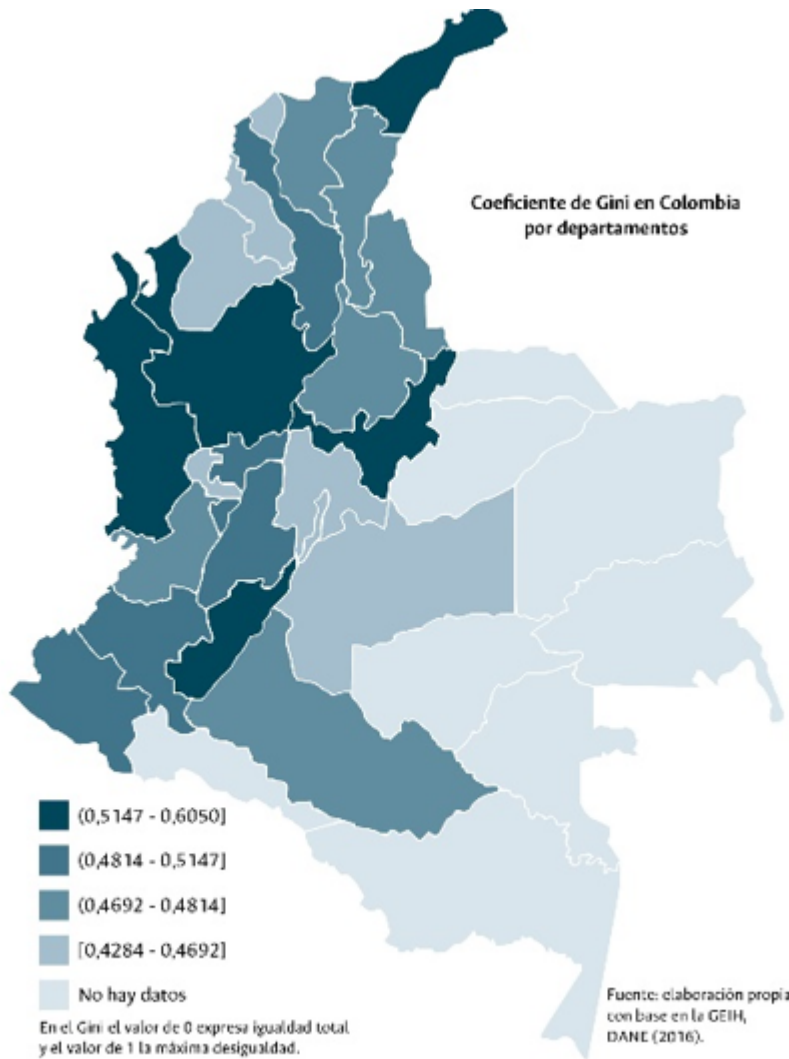 Coeficiente de Gini en Colombia
por departamentos
(0,5147 - 0,6050]
(0,4814 - 0,5147]
(0,4692 - 0,4814]
[0,4284 - 0,4692]
No hay datos
En el Gini el valor de 0 expresa igualdad total
y el valor de 1 la máxima desigualdad.
Fuente: elaboración propia
con base en la GEIH,
DANE (2016).